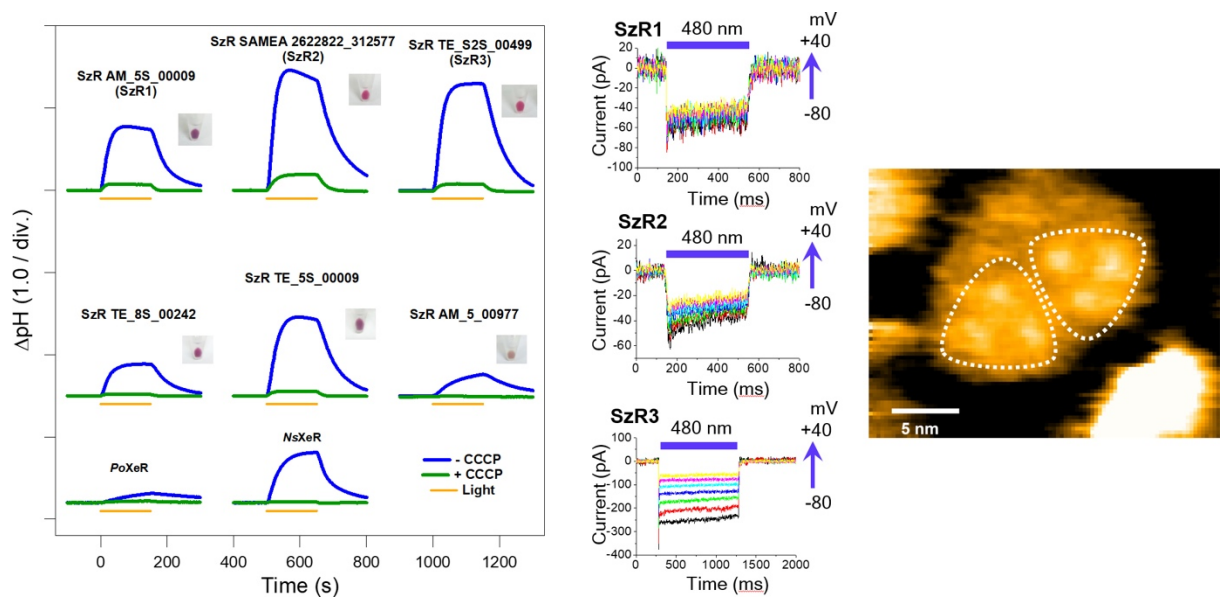 SzR SAMEA 2622822_312577
(SzR2)
SzR TE_S2S_00499
(SzR3)
SzR AM_5S_00009
(SzR1)
SzR TE_5S_00009
SzR TE_8S_00242
SzR AM_5_00977
PoXeR
NsXeR
- CCCP
+ CCCP
Light
ΔpH (1.0 / div.)
0 200 400 600 800 1000 1200
Time (s)
SzR1
480 nm
mV
+40
-80
20
0
-20
-40
-60
-80
-100
Current (pA)
0 200 400 600 800
Time (ms)
SzR2
480 nm
mV
+40
-80
20
0
-20
-40
-60
Current (pA)
0 200 400 600 800
Time (ms)
SzR3
480 nm
mV
+40
-80
100
0
-100
-200
-300
-400
Current (pA)
0 500 1000 1500 2000
Time (ms)
5 nm